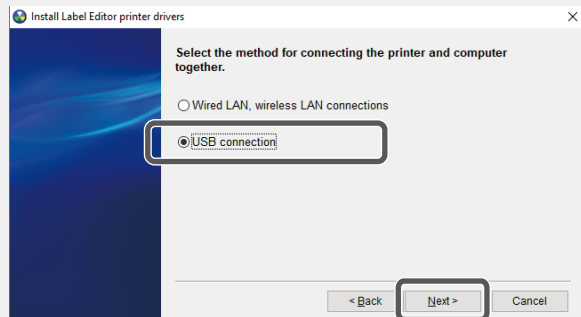 Install Label Editor printer drivers
Select the method for connecting the printer and computer
together.
Wired LAN, wireless LAN connections
USB connection
< Back
Next >
Cancel